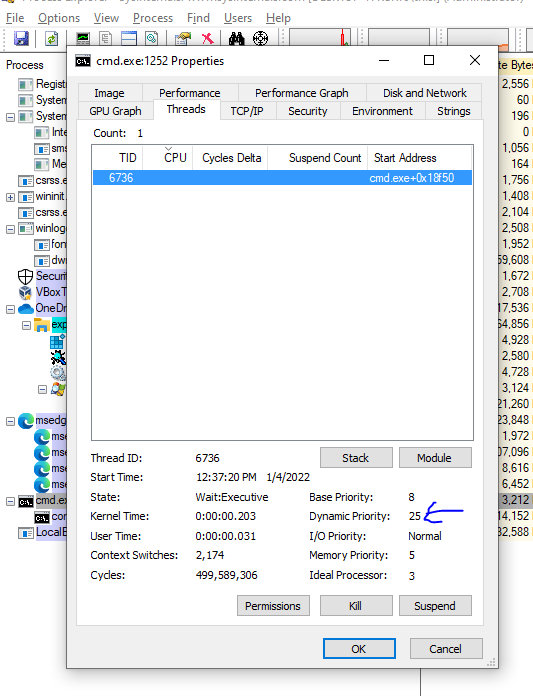 File Options View Process Find Users Help
cmd.exe:1252 Properties
Process
Image Performance Performance Graph Disk and Network
GPU Graph Threads TCP/IP Security Environment Strings
Count: 1
TID CPU Cycles Delta Suspend Count Start Address
6736 cmd.exe+0x18f50
Regist
System
System
Inte
sms
Me
csrss.e
wininit.
csrss.e
winlog
fon
dw
Securi
VBoxT
OneDr
exp
msedg
mse
mse
mse
mse
cmd.ex
con
LocalB
te Bytes
2,556
60
196
0
1,056
164
1,756
1,408
2,104
2,508
1,952
59,608
1,672
2,708
17,536
64,856
4,928
2,580
4,728
3,124
21,260
23,848
1,972
07,096
8,616
6,452
3,212
14,152
32,588
Thread ID: 6736 Stack Module
Start Time: 12:37:20 PM 1/4/2022
State: Wait:Executive Base Priority: 8
Kernel Time: 0:00:00.203 Dynamic Priority: 25
User Time: 0:00:00.031 I/O Priority: Normal
Context Switches: 2,174 Memory Priority: 5
Cycles: 499,589,306 Ideal Processor: 3
Permissions Kill Suspend
OK Cancel